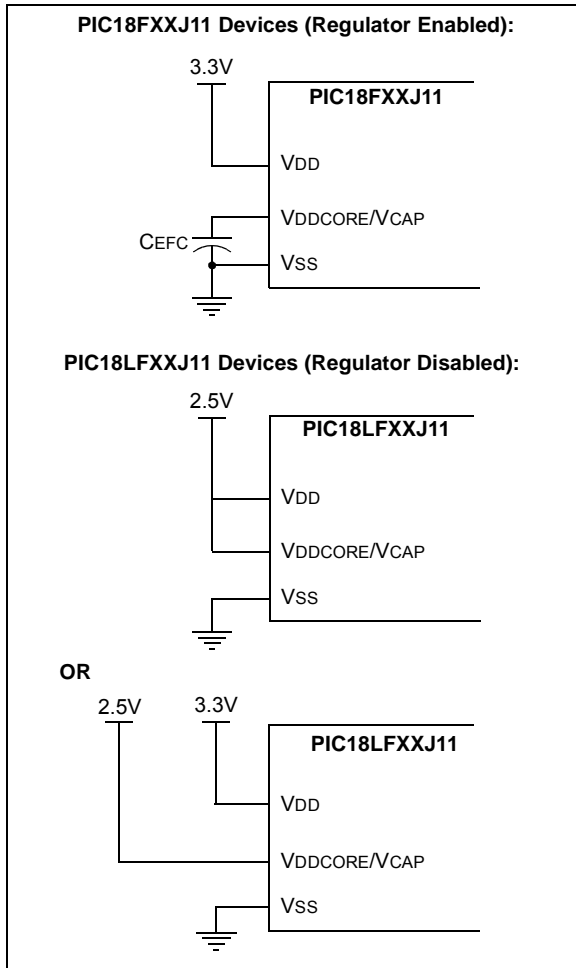 PIC18FXXJ11 Devices (Regulator Enabled):
3.3V
PIC18FXXJ11
VDD
VDDCORE/VCAP
CEFC
VSS
PIC18LFXXJ11 Devices (Regulator Disabled):
2.5V
PIC18LFXXJ11
VDD
VDDCORE/VCAP
VSS
OR
2.5V 3.3V
PIC18LFXXJ11
VDD
VDDCORE/VCAP
VSS